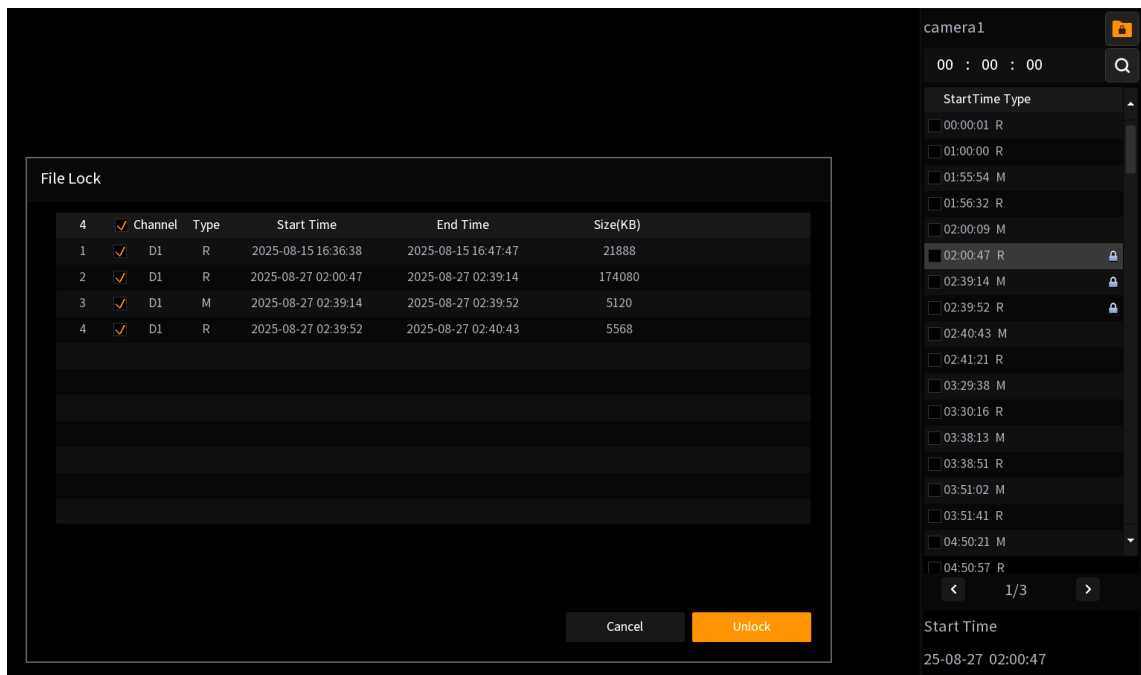 camera1
00 : 00 : 00
StartTime Type
00:00:01 R
01:00:00 R
01:55:54 M
01:56:32 R
02:00:09 M
02:00:47 R
02:39:14 M
02:39:52 R
02:40:43 M
02:41:21 R
03:29:38 M
03:30:16 R
03:38:13 M
03:38:51 R
03:51:02 M
03:51:41 R
04:50:21 M
04:50:57 R
1/3
Start Time
25-08-27 02:00:47
File Lock
4 Channel Type Start Time End Time Size(KB)
1 D1 R 2025-08-15 16:36:38 2025-08-15 16:47:47 21888
2 D1 R 2025-08-27 02:00:47 2025-08-27 02:39:14 174080
3 D1 M 2025-08-27 02:39:14 2025-08-27 02:39:52 5120
4 D1 R 2025-08-27 02:39:52 2025-08-27 02:40:43 5568
Cancel Unlock